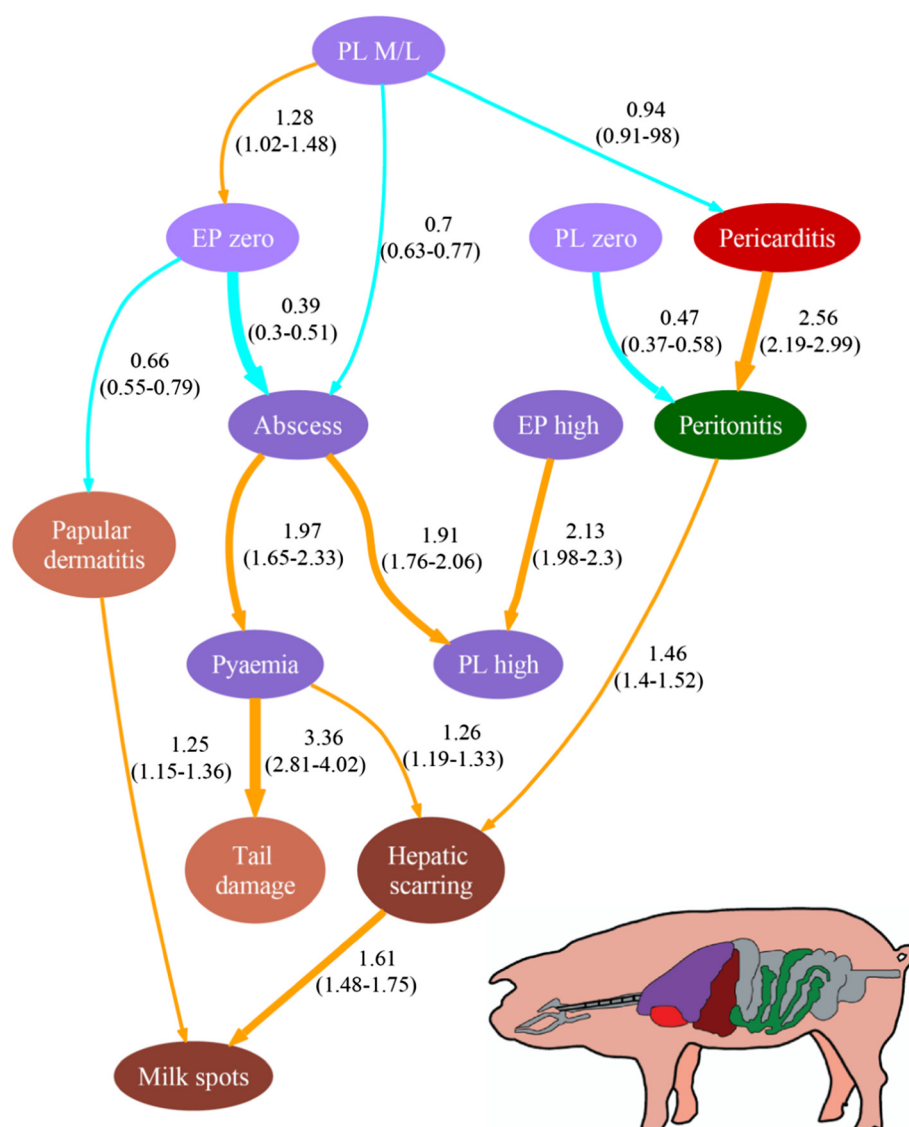 PL M/L
1.28
(1.02-1.48)
0.94
(0.91-98)
EP zero
0.7
(0.63-0.77)
PL zero
Pericarditis
0.39
(0.3-0.51)
0.47
(0.37-0.58)
2.56
(2.19-2.99)
0.66
(0.55-0.79)
Abscess
EP high
Peritonitis
Papular
dermatitis
1.97
(1.65-2.33)
1.91
(1.76-2.06)
2.13
(1.98-2.3)
Pyaemia
PL high
1.46
(1.4-1.52)
1.25
(1.15-1.36)
3.36
(2.81-4.02)
1.26
(1.19-1.33)
Tail
damage
Hepatic
scarring
1.61
(1.48-1.75)
Milk spots